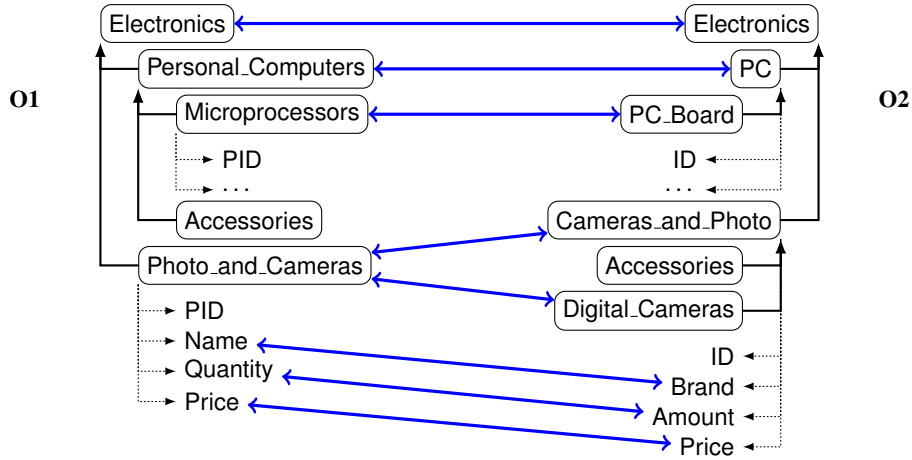 Electronics Electronics
Personal_Computers PC
O1 O2
Microprocessors PC_Board
PID ID
... ...
Accessories Cameras_and_Photo
Photo_and_Cameras Accessories
PID Digital_Cameras
Name ID
Quantity Brand
Price Amount
Price